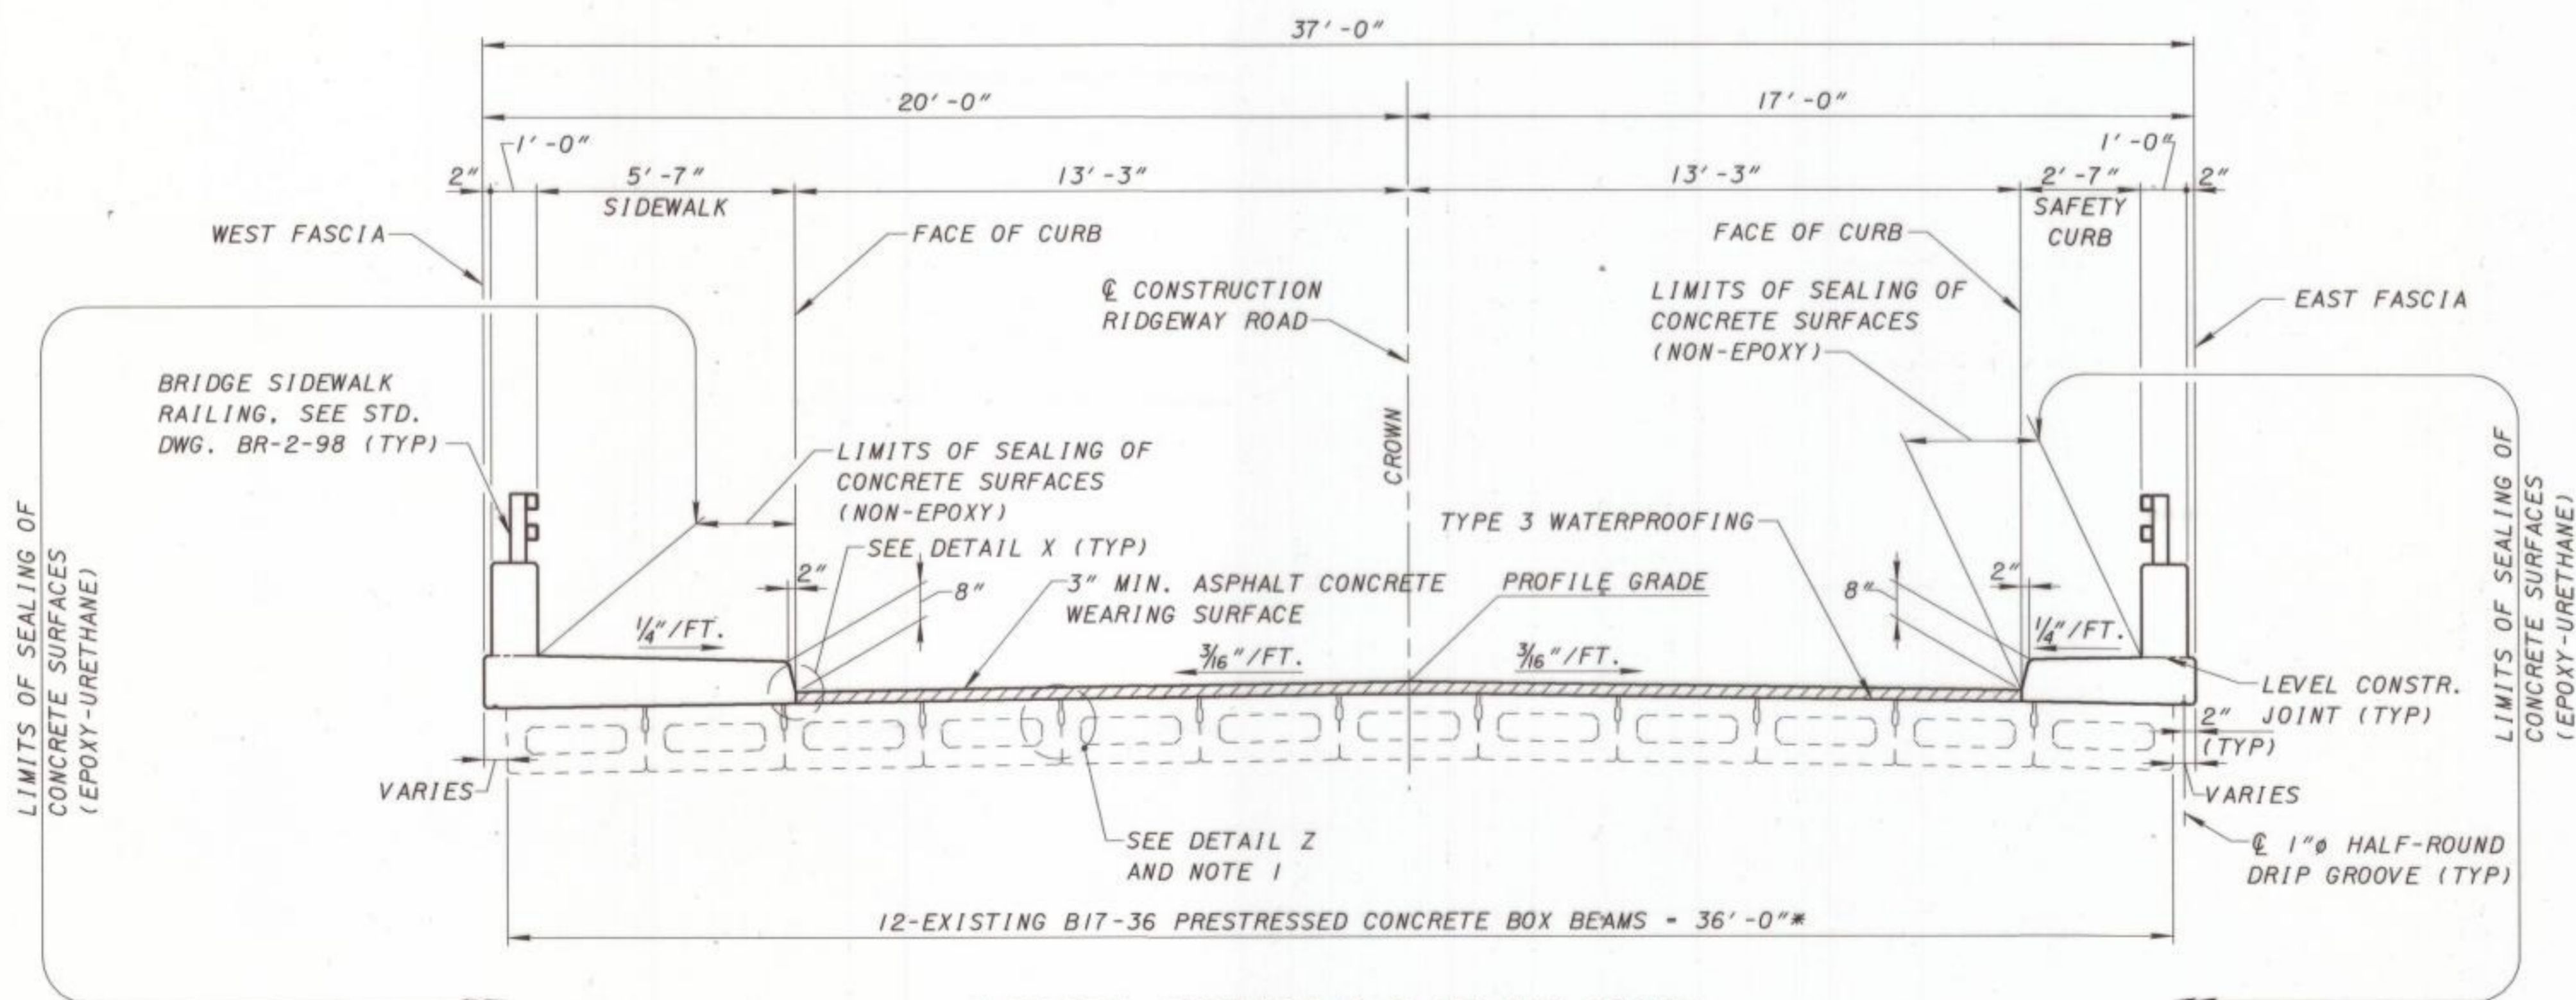 37'-0"
20'-0"
17'-0"
1'-0"
1'-0"
2"
5'-7"
13'-3"
13'-3"
2'-7"
2"
SIDEWALK
SAFETY
CURB
WEST FASCIA
FACE OF CURB
FACE OF CURB
℄ CONSTRUCTION
RIDGEWAY ROAD
LIMITS OF SEALING OF
CONCRETE SURFACES
(NON-EPOXY)
EAST FASCIA
BRIDGE SIDEWALK
RAILING, SEE STD.
DWG. BR-2-98 (TYP)
CROWN
LIMITS OF SEALING OF
CONCRETE SURFACES
(NON-EPOXY)
SEE DETAIL X (TYP)
TYPE 3 WATERPROOFING
LIMITS OF SEALING OF
CONCRETE SURFACES
(EPOXY-URETHANE)
LIMITS OF SEALING OF
CONCRETE SURFACES
(EPOXY-URETHANE)
2"
8"
3" MIN. ASPHALT CONCRETE
WEARING SURFACE
PROFILE GRADE
8"
2"
1/4"/FT.
3/16"/FT.
3/16"/FT.
1/4"/FT.
LEVEL CONSTR.
JOINT (TYP)
2"
(TYP)
VARIES
VARIES
SEE DETAIL Z
AND NOTE 1
℄ 1"ø HALF-ROUND
DRIP GROOVE (TYP)
12-EXISTING B17-36 PRESTRESSED CONCRETE BOX BEAMS = 36'-0"*